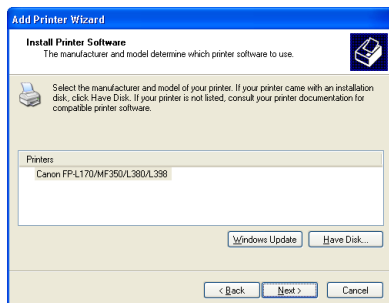 Add Printer Wizard
Install Printer Software
The manufacturer and model determine which printer software to use.
Select the manufacturer and model of your printer. If your printer came with an installation
disk, click Have Disk. If your printer is not listed, consult your printer documentation for
compatible printer software.
Printers
Canon FP-L170/MF350/L380/L398
Windows Update Have Disk...
< Back Next > Cancel